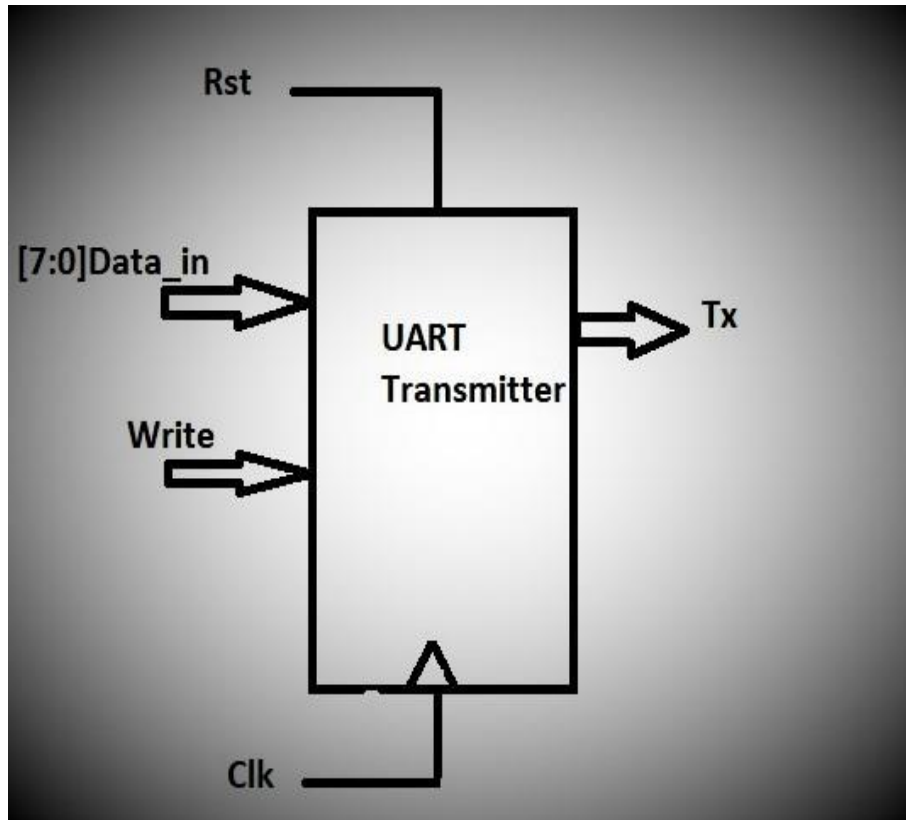 Rst
[7:0]Data_in
UART
Transmitter
Tx
Write
Clk